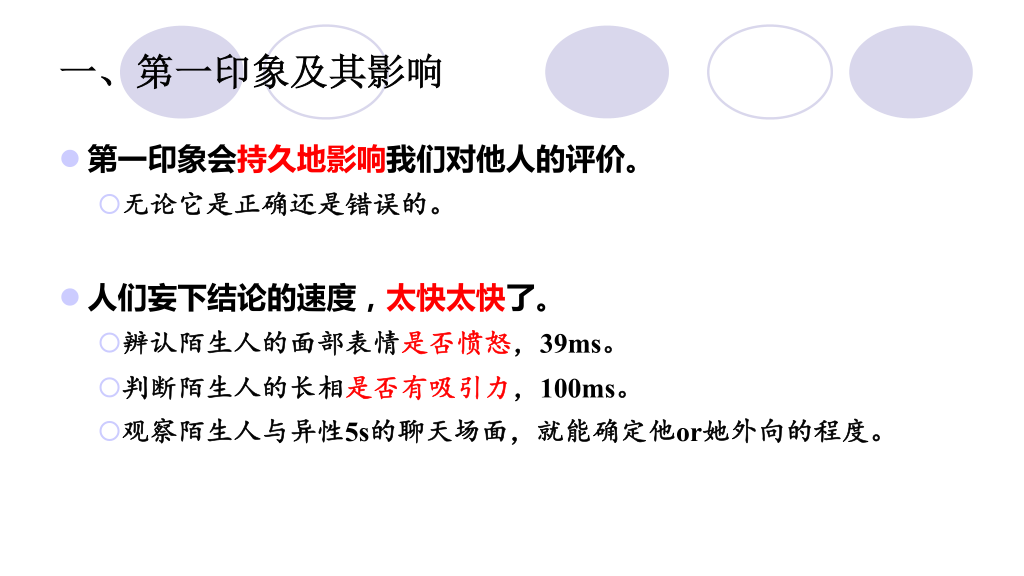 一、第一印象及其影响
第一印象会持久地影响我们对他人的评价。
无论它是正确还是错误的。
人们妄下结论的速度，太快太快了。
辨认陌生人的面部表情是否愤怒，39ms。
判断陌生人的长相是否有吸引力，100ms。
观察陌生人与异性5s的聊天场面，就能确定他or她外向的程度。